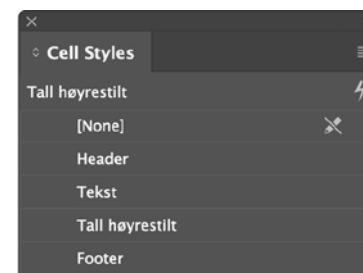 Cell Styles
Tall høyrestilt
[None]
Header
Tekst
Tall høyrestilt
Footer